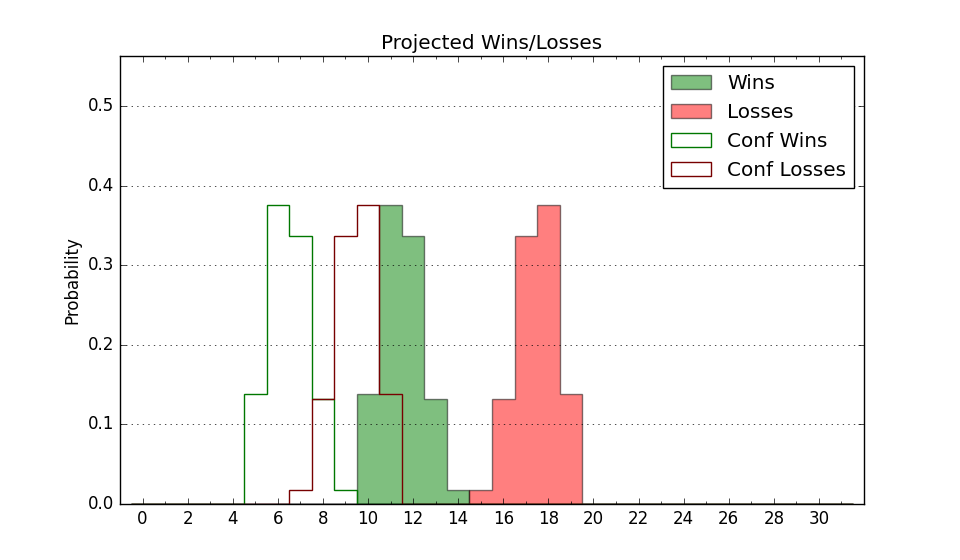 Projected Wins/Losses
Wins
Losses
Conf Wins
Conf Losses
Probability
0.5
0.4
0.3
0.2
0.1
0.0
0 2 4 6 8 10 12 14 16 18 20 22 24 26 28 30